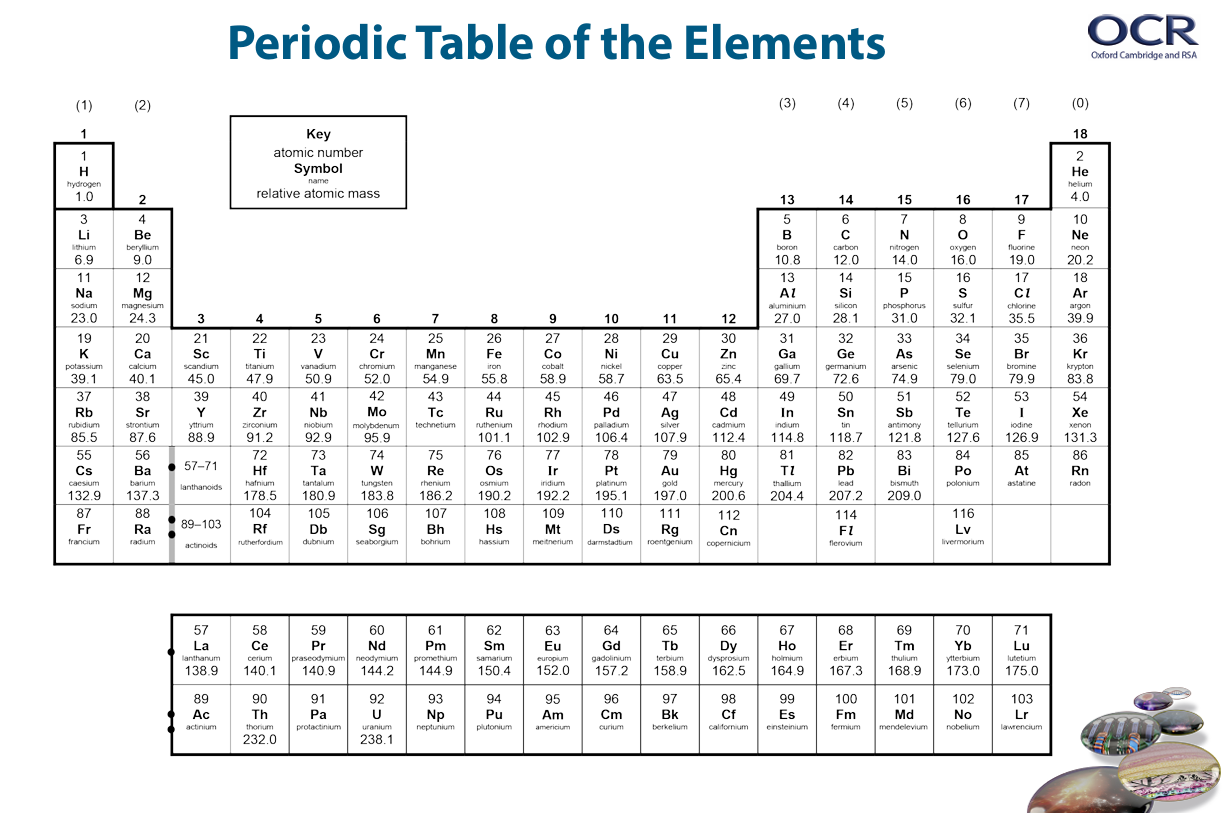 Periodic Table of the Elements
OCR
Oxford Cambridge and RSA
(1) (2) (3) (4) (5) (6) (7) (0)
1 18
Key
atomic number
Symbol
name
relative atomic mass
1 2
H He
hydrogen helium
1.0 4.0
2 13 14 15 16 17
3 4 5 6 7 8 9 10
Li Be B C N O F Ne
lithium beryllium boron carbon nitrogen oxygen fluorine neon
6.9 9.0 10.8 12.0 14.0 16.0 19.0 20.2
11 12 13 14 15 16 17 18
Na Mg Al Si P S Cl Ar
sodium magnesium aluminium silicon phosphorus sulfur chlorine argon
23.0 24.3 27.0 28.1 31.0 32.1 35.5 39.9
3 4 5 6 7 8 9 10 11 12
19 20 21 22 23 24 25 26 27 28 29 30 31 32 33 34 35 36
K Ca Sc Ti V Cr Mn Fe Co Ni Cu Zn Ga Ge As Se Br Kr
potassium calcium scandium titanium vanadium chromium manganese iron cobalt nickel copper zinc gallium germanium arsenic selenium bromine krypton
39.1 40.1 45.0 47.9 50.9 52.0 54.9 55.8 58.9 58.7 63.5 65.4 69.7 72.6 74.9 79.0 79.9 83.8
37 38 39 40 41 42 43 44 45 46 47 48 49 50 51 52 53 54
Rb Sr Y Zr Nb Mo Tc Ru Rh Pd Ag Cd In Sn Sb Te I Xe
rubidium strontium yttrium zirconium niobium molybdenum technetium ruthenium rhodium palladium silver cadmium indium tin antimony tellurium iodine xenon
85.5 87.6 88.9 91.2 92.9 95.9 101.1 102.9 106.4 107.9 112.4 114.8 118.7 121.8 127.6 126.9 131.3
55 56 57–71 72 73 74 75 76 77 78 79 80 81 82 83 84 85 86
Cs Ba Hf Ta W Re Os Ir Pt Au Hg Tl Pb Bi Po At Rn
caesium barium lanthanoids hafnium tantalum tungsten rhenium osmium iridium platinum gold mercury thallium lead bismuth polonium astatine radon
132.9 137.3 178.5 180.9 183.8 186.2 190.2 192.2 195.1 197.0 200.6 204.4 207.2 209.0
87 88 89–103 104 105 106 107 108 109 110 111 112 114 116
Fr Ra Rf Db Sg Bh Hs Mt Ds Rg Cn Fl Lv
francium radium actinoids rutherfordium dubnium seaborgium bohrium hassium meitnerium darmstadtium roentgenium copernicium flerovium livermorium
57 58 59 60 61 62 63 64 65 66 67 68 69 70 71
La Ce Pr Nd Pm Sm Eu Gd Tb Dy Ho Er Tm Yb Lu
lanthanum cerium praseodymium neodymium promethium samarium europium gadolinium terbium dysprosium holmium erbium thulium ytterbium lutetium
138.9 140.1 140.9 144.2 144.9 150.4 152.0 157.2 158.9 162.5 164.9 167.3 168.9 173.0 175.0
89 90 91 92 93 94 95 96 97 98 99 100 101 102 103
Ac Th Pa U Np Pu Am Cm Bk Cf Es Fm Md No Lr
actinium thorium protactinium uranium neptunium plutonium americium curium berkelium californium einsteinium fermium mendelevium nobelium lawrencium
232.0 238.1